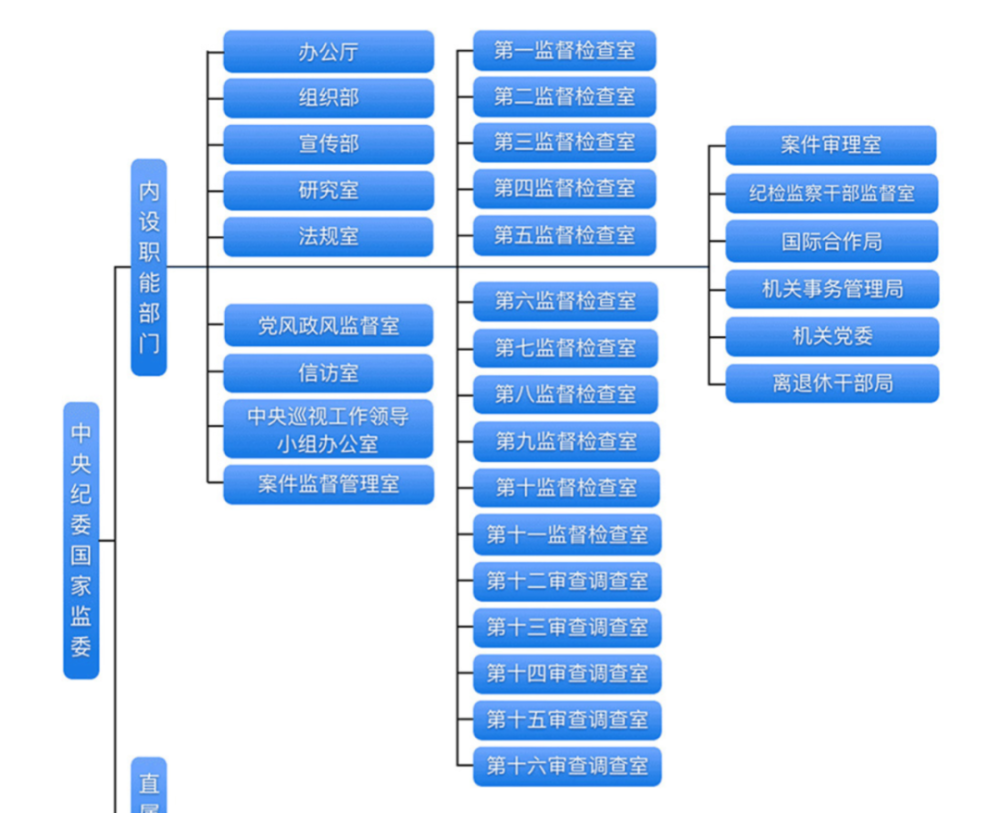 中央纪委国家监委
内设职能部门
办公厅
组织部
宣传部
研究室
法规室
党风政风监督室
信访室
中央巡视工作领导
小组办公室
案件监督管理室
第一监督检查室
第二监督检查室
第三监督检查室
第四监督检查室
第五监督检查室
第六监督检查室
第七监督检查室
第八监督检查室
第九监督检查室
第十监督检查室
第十一监督检查室
第十二审查调查室
第十三审查调查室
第十四审查调查室
第十五审查调查室
第十六审查调查室
案件审理室
纪检监察干部监督室
国际合作局
机关事务管理局
机关党委
离退休干部局
直